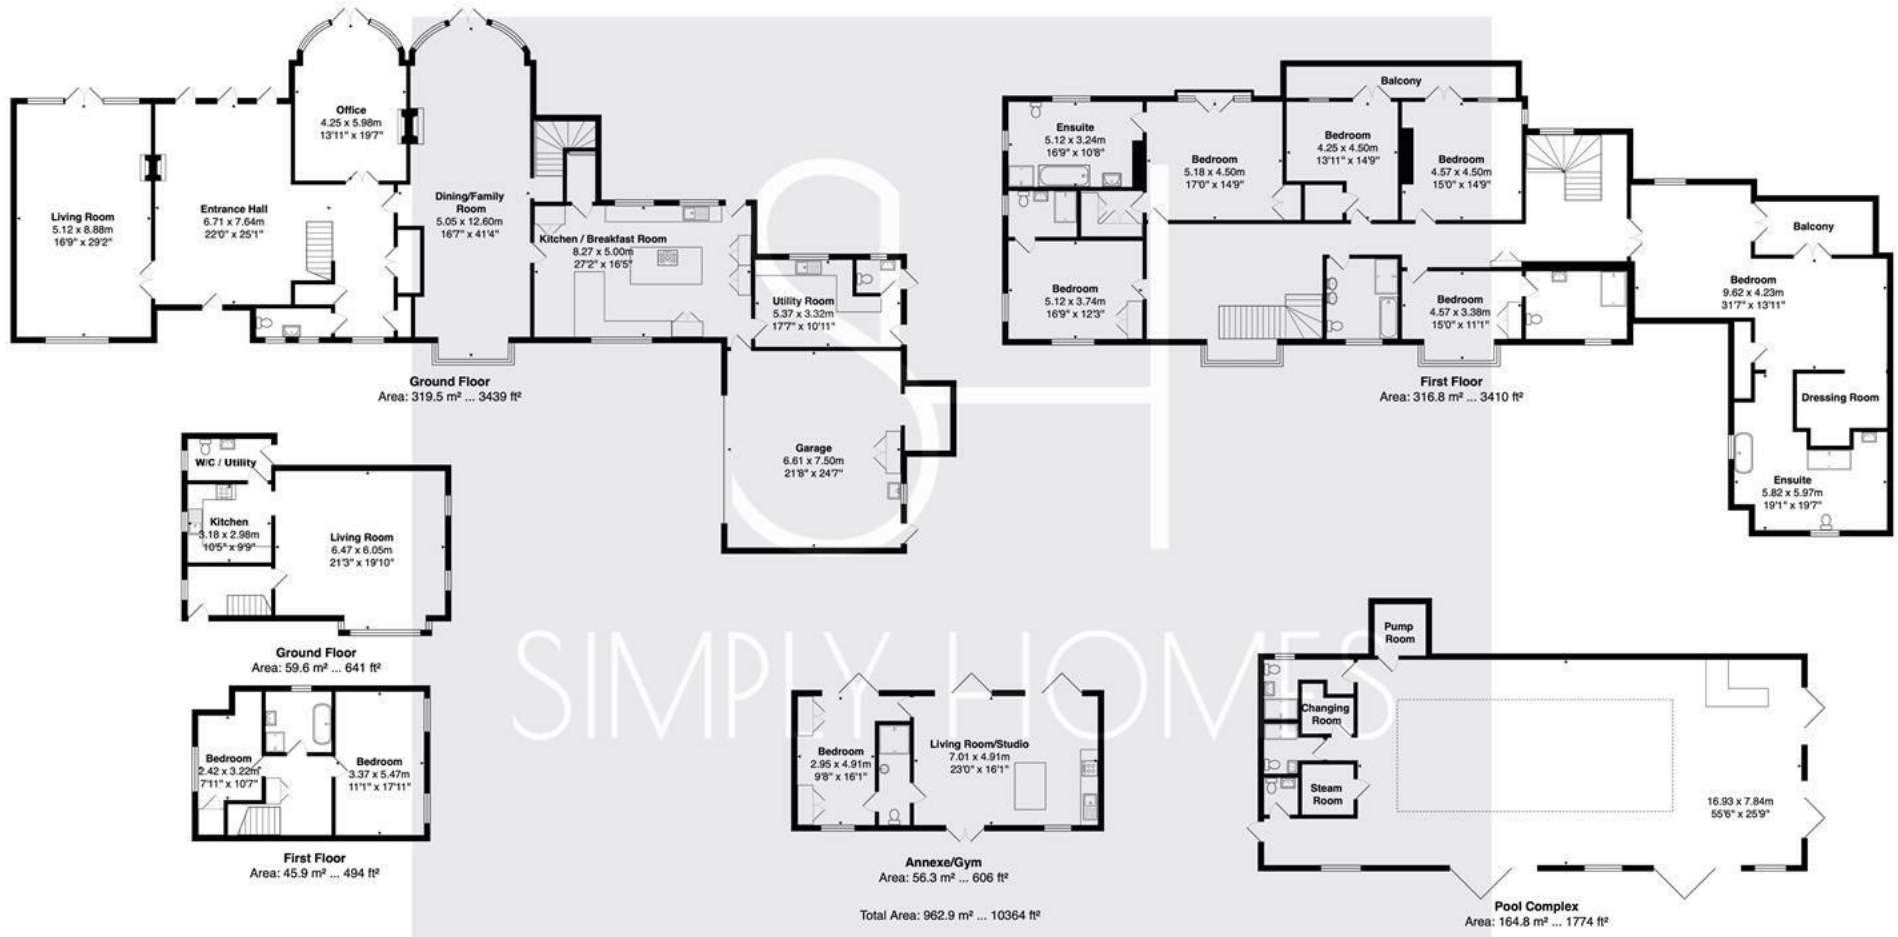 Living Room
5.12 x 8.88m
16'9" x 29'2"
Entrance Hall
6.71 x 7.64m
22'0" x 25'1"
Office
4.25 x 5.98m
13'11" x 19'7"
Dining/Family
Room
5.05 x 12.60m
16'7" x 41'4"
Kitchen / Breakfast Room
8.27 x 5.00m
27'2" x 16'5"
Utility Room
5.37 x 3.32m
17'7" x 10'11"
Garage
6.61 x 7.50m
21'8" x 24'7"
Ground Floor
Area: 319.5 m² ... 3439 ft²
Balcony
Ensuite
5.12 x 3.24m
16'9" x 10'8"
Bedroom
5.18 x 4.50m
17'0" x 14'9"
Bedroom
4.25 x 4.50m
13'11" x 14'9"
Bedroom
4.57 x 4.50m
15'0" x 14'9"
Balcony
Bedroom
5.12 x 3.74m
16'9" x 12'3"
Bedroom
4.57 x 3.38m
15'0" x 11'1"
Bedroom
9.62 x 4.23m
31'7" x 13'11"
Dressing Room
Ensuite
5.82 x 5.97m
19'1" x 19'7"
First Floor
Area: 316.8 m² ... 3410 ft²
W/C / Utility
Kitchen
3.18 x 2.98m
10'5" x 9'9"
Living Room
6.47 x 6.05m
21'3" x 19'10"
Ground Floor
Area: 59.6 m² ... 641 ft²
Bedroom
2.42 x 3.22m
7'11" x 10'7"
Bedroom
3.37 x 5.47m
11'1" x 17'11"
First Floor
Area: 45.9 m² ... 494 ft²
SIMPLY HOMES
Bedroom
2.95 x 4.91m
9'8" x 16'1"
Living Room/Studio
7.01 x 4.91m
23'0" x 16'1"
Annexe/Gym
Area: 56.3 m² ... 606 ft²
Total Area: 962.9 m² ... 10364 ft²
Pump
Room
Changing
Room
Steam
Room
16.93 x 7.84m
55'6" x 25'9"
Pool Complex
Area: 164.8 m² ... 1774 ft²